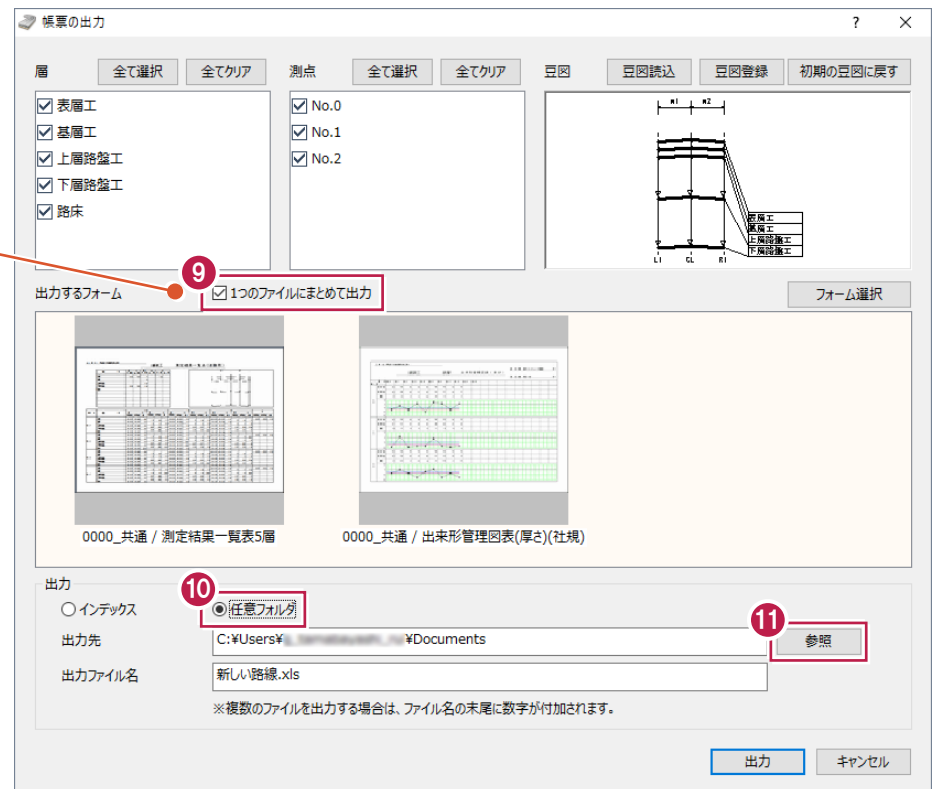 帳票の出力
? ×
層 全て選択 全てクリア 測点 全て選択 全てクリア 豆図 豆図読込 豆図登録 初期の豆図に戻す
表層工
基層工
上層路盤工
下層路盤工
路床
No.0
No.1
No.2
W1 W2
表層工
基層工
上層路盤工
下層路盤工
L1 CL R1
9
出力するフォーム 1つのファイルにまとめて出力 フォーム選択
0000_共通 / 測定結果一覧表5層 0000_共通 / 出来形管理図表(厚さ)(社規)
出力
10
インデックス 任意フォルダ
11
出力先 C:¥Users¥ ¥Documents 参照
出力ファイル名 新しい路線.xls
※複数のファイルを出力する場合は、ファイル名の末尾に数字が付加されます。
出力 キャンセル